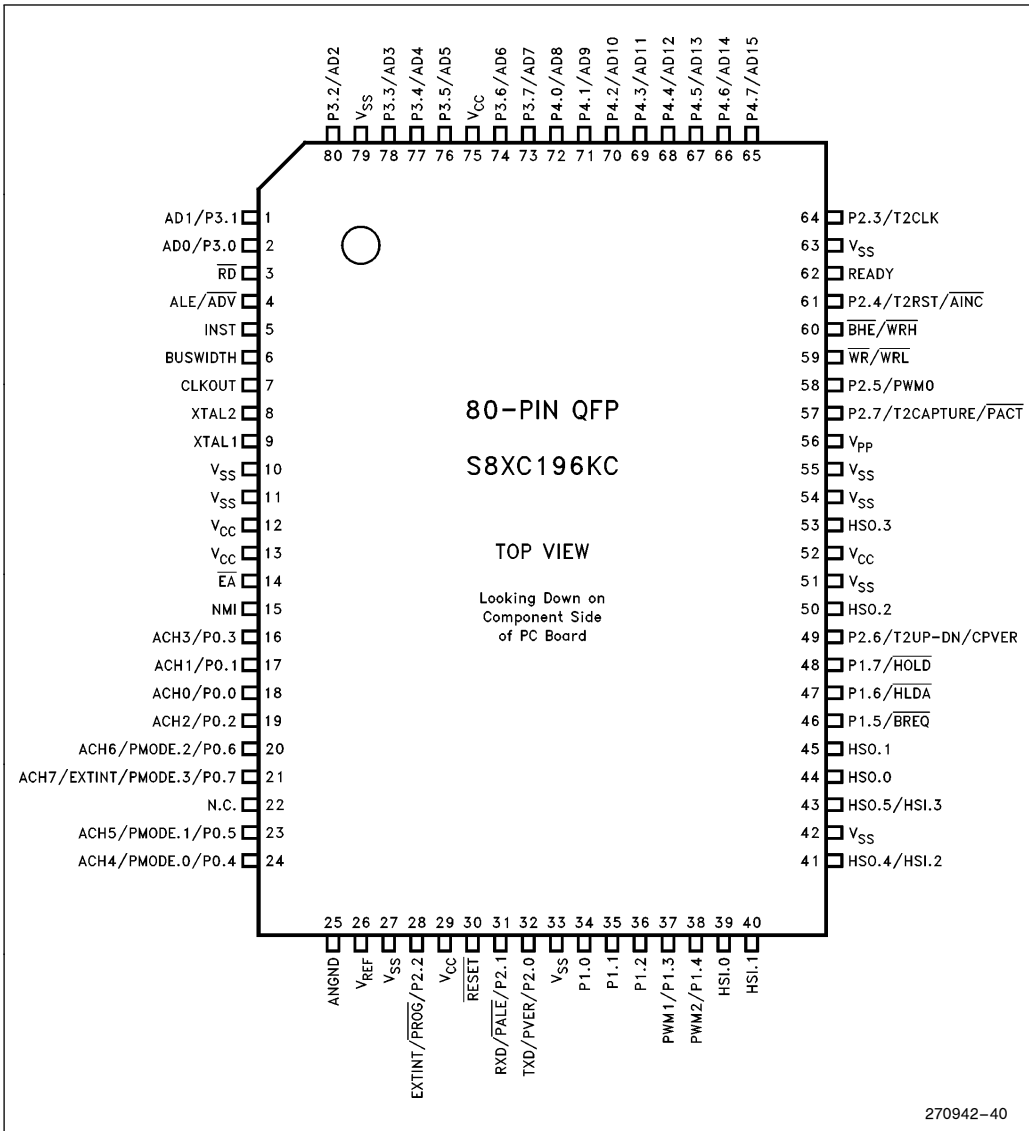 P3.2/AD2
VSS
P3.3/AD3
P3.4/AD4
P3.5/AD5
VCC
P3.6/AD6
P3.7/AD7
P4.0/AD8
P4.1/AD9
P4.2/AD10
P4.3/AD11
P4.4/AD12
P4.5/AD13
P4.6/AD14
P4.7/AD15
80 79 78 77 76 75 74 73 72 71 70 69 68 67 66 65
AD1/P3.1 1
AD0/P3.0 2
RD 3
ALE/ADV 4
INST 5
BUSWIDTH 6
CLKOUT 7
XTAL2 8
XTAL1 9
VSS 10
VSS 11
VCC 12
VCC 13
EA 14
NMI 15
ACH3/P0.3 16
ACH1/P0.1 17
ACH0/P0.0 18
ACH2/P0.2 19
ACH6/PMODE.2/P0.6 20
ACH7/EXTINT/PMODE.3/P0.7 21
N.C. 22
ACH5/PMODE.1/P0.5 23
ACH4/PMODE.0/P0.4 24
80-PIN QFP
S8XC196KC
TOP VIEW
Looking Down on
Component Side
of PC Board
64 P2.3/T2CLK
63 VSS
62 READY
61 P2.4/T2RST/AINC
60 BHE/WRH
59 WR/WRL
58 P2.5/PWM0
57 P2.7/T2CAPTURE/PACT
56 VPP
55 VSS
54 VSS
53 HSO.3
52 VCC
51 VSS
50 HSO.2
49 P2.6/T2UP-DN/CPVER
48 P1.7/HOLD
47 P1.6/HLDA
46 P1.5/BREQ
45 HSO.1
44 HSO.0
43 HSO.5/HSI.3
42 VSS
41 HSO.4/HSI.2
25 26 27 28 29 30 31 32 33 34 35 36 37 38 39 40
ANGND
VREF
VSS
EXTINT/PROG/P2.2
VCC
RESET
RXD/PALE/P2.1
TXD/PVER/P2.0
VSS
P1.0
P1.1
P1.2
PWM1/P1.3
PWM2/P1.4
HSI.0
HSI.1
270942-40